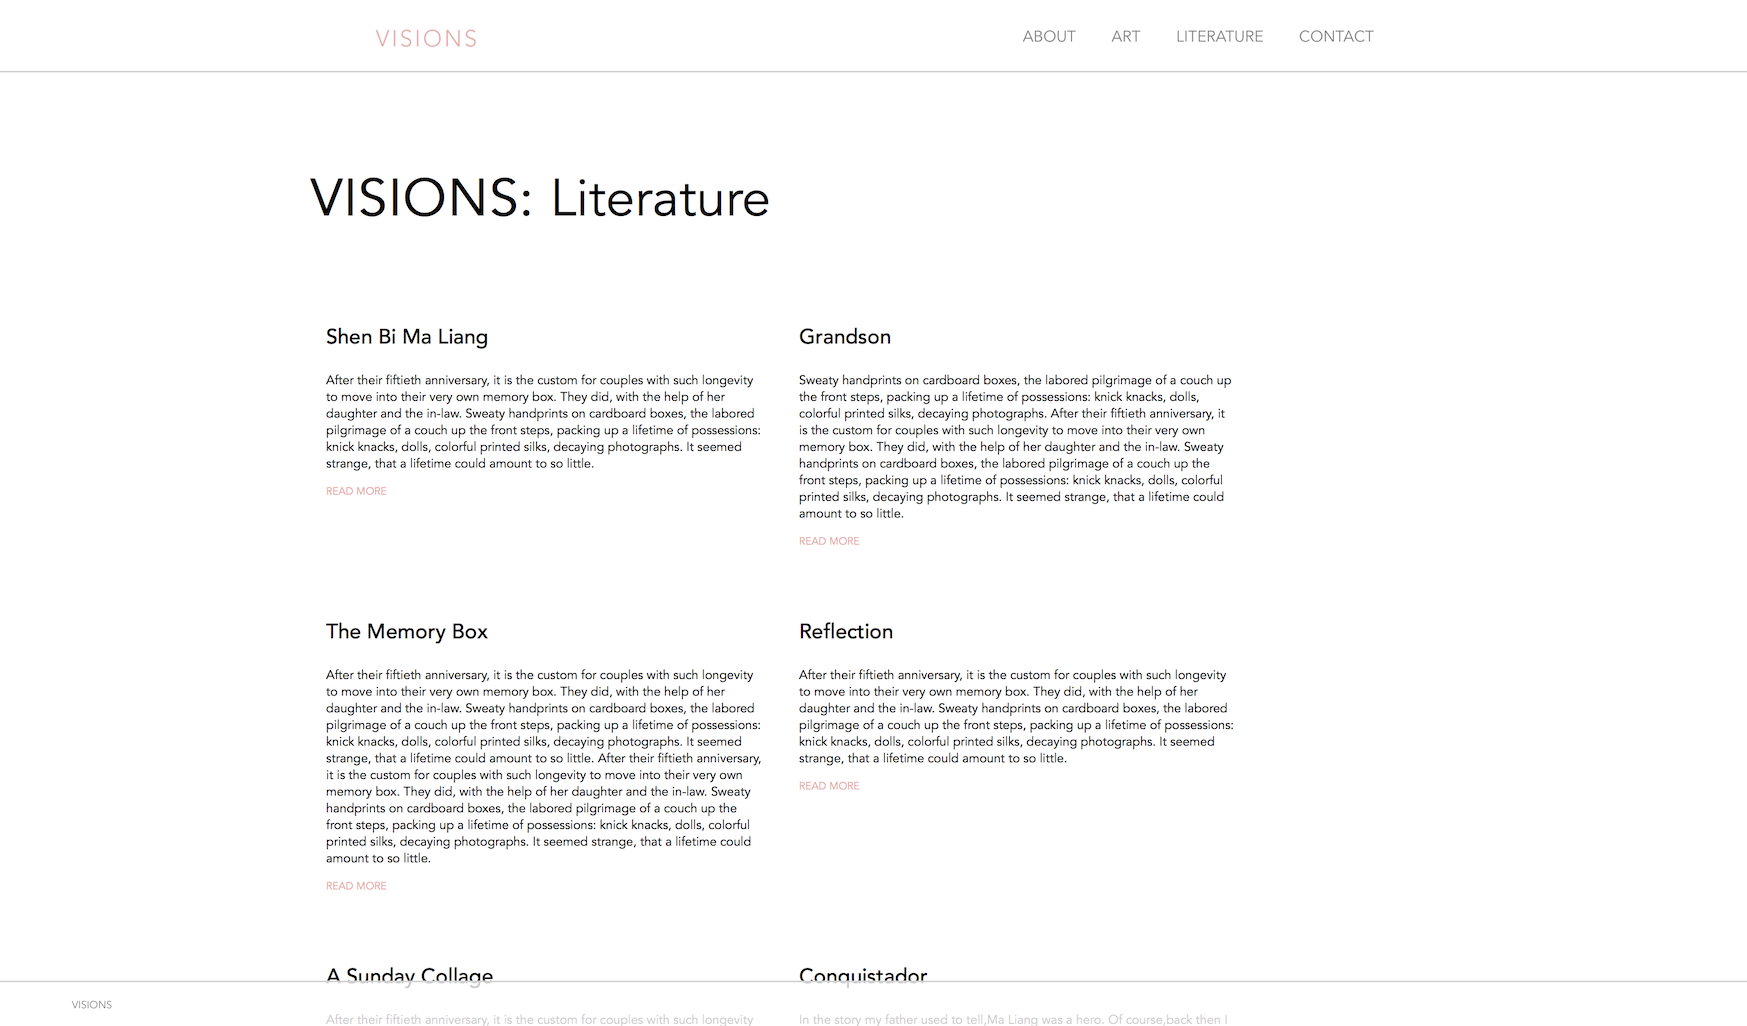 VISIONS
ABOUT ART LITERATURE CONTACT
VISIONS: Literature
Shen Bi Ma Liang
After their fiftieth anniversary, it is the custom for couples with such longevity
to move into their very own memory box. They did, with the help of her
daughter and the in-law. Sweaty handprints on cardboard boxes, the labored
pilgrimage of a couch up the front steps, packing up a lifetime of possessions:
knick knacks, dolls, colorful printed silks, decaying photographs. It seemed
strange, that a lifetime could amount to so little.
READ MORE
Grandson
Sweaty handprints on cardboard boxes, the labored pilgrimage of a couch up
the front steps, packing up a lifetime of possessions: knick knacks, dolls,
colorful printed silks, decaying photographs. After their fiftieth anniversary, it
is the custom for couples with such longevity to move into their very own
memory box. They did, with the help of her daughter and the in-law. Sweaty
handprints on cardboard boxes, the labored pilgrimage of a couch up the
front steps, packing up a lifetime of possessions: knick knacks, dolls, colorful
printed silks, decaying photographs. It seemed strange, that a lifetime could
amount to so little.
READ MORE
The Memory Box
After their fiftieth anniversary, it is the custom for couples with such longevity
to move into their very own memory box. They did, with the help of her
daughter and the in-law. Sweaty handprints on cardboard boxes, the labored
pilgrimage of a couch up the front steps, packing up a lifetime of possessions:
knick knacks, dolls, colorful printed silks, decaying photographs. It seemed
strange, that a lifetime could amount to so little. After their fiftieth anniversary,
it is the custom for couples with such longevity to move into their very own
memory box. They did, with the help of her daughter and the in-law. Sweaty
handprints on cardboard boxes, the labored pilgrimage of a couch up the
front steps, packing up a lifetime of possessions: knick knacks, dolls, colorful
printed silks, decaying photographs. It seemed strange, that a lifetime could
amount to so little.
READ MORE
Reflection
After their fiftieth anniversary, it is the custom for couples with such longevity
to move into their very own memory box. They did, with the help of her
daughter and the in-law. Sweaty handprints on cardboard boxes, the labored
pilgrimage of a couch up the front steps, packing up a lifetime of possessions:
knick knacks, dolls, colorful printed silks, decaying photographs. It seemed
strange, that a lifetime could amount to so little.
READ MORE
A Sunday Collage
After their fiftieth anniversary, it is the custom for couples with such longevity
Conquistador
In the story my father used to tell,Ma Liang was a hero. Of course,back then I
VISIONS